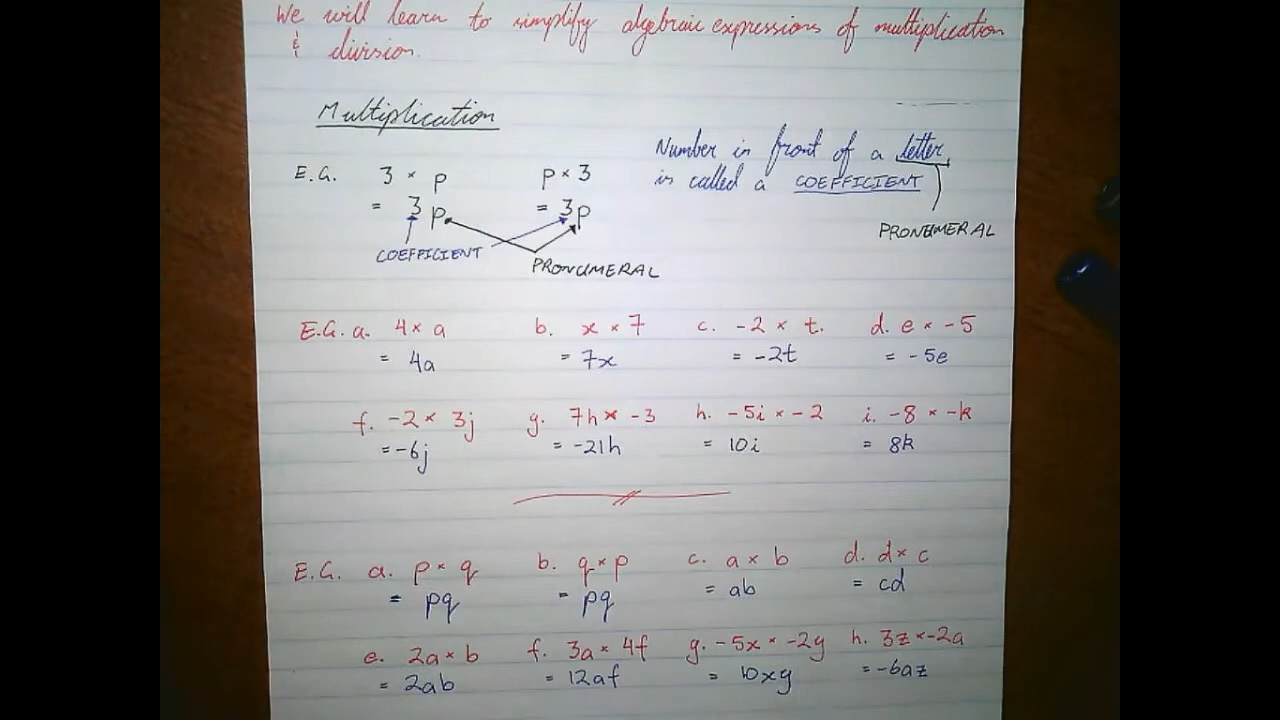 We will learn to simplify algebraic expressions of multiplication
& division.
Multiplication
Number in front of a letter,
is called a COEFFICIENT
PRONUMERAL
E.G. 3 × p p × 3
= 3p = 3p
COEFFICIENT
PRONUMERAL
E.G. a. 4 × a b. x × 7 c. -2 × t. d. e × -5
= 4a = 7x = -2t = -5e
f. -2 × 3j g. 7h × -3 h. -5i × -2 i. -8 × -k
= -6j = -21h = 10i = 8k
E.G. a. p × q b. q × p c. a × b d. d × c
= pq = pq = ab = cd
e. 2a × b f. 3a × 4f g. -5x × -2y h. 3z × -2a
= 2ab = 12af = 10xy = -6az